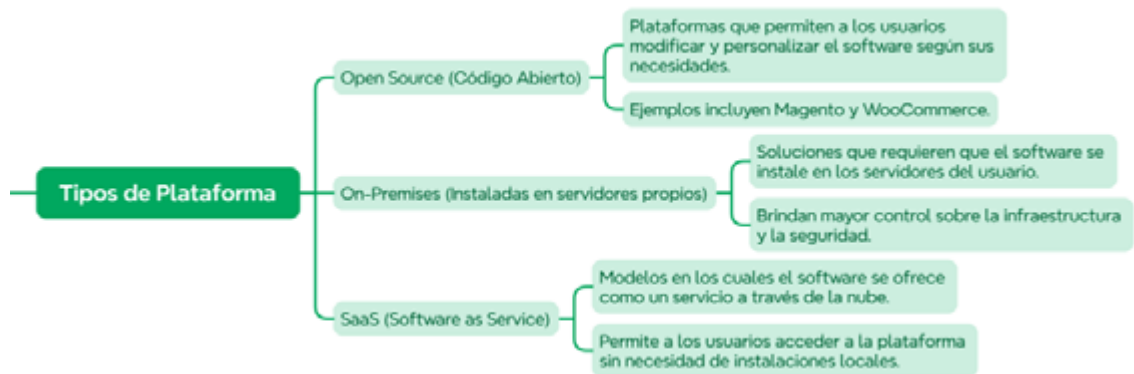 Tipos de Plataforma
Open Source (Código Abierto)
Plataformas que permiten a los usuarios
modificar y personalizar el software según sus
necesidades.
Ejemplos incluyen Magento y WooCommerce.
On-Premises (Instaladas en servidores propios)
Soluciones que requieren que el software se
instale en los servidores del usuario.
Brindan mayor control sobre la infraestructura
y la seguridad.
SaaS (Software as Service)
Modelos en los cuales el software se ofrece
como un servicio a través de la nube.
Permite a los usuarios acceder a la plataforma
sin necesidad de instalaciones locales.